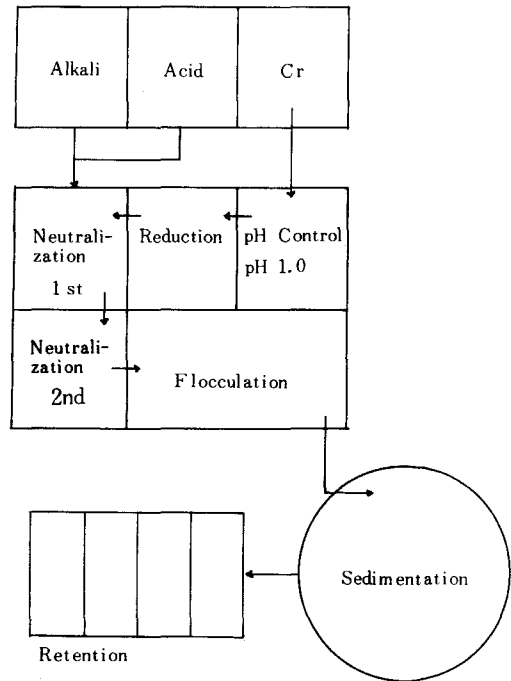 Alkali
Acid
Cr
Neutrali-
zation
1 st
Reduction
pH Control
pH 1.0
Neutrali-
zation
2nd
Flocculation
Sedimentation
Retention